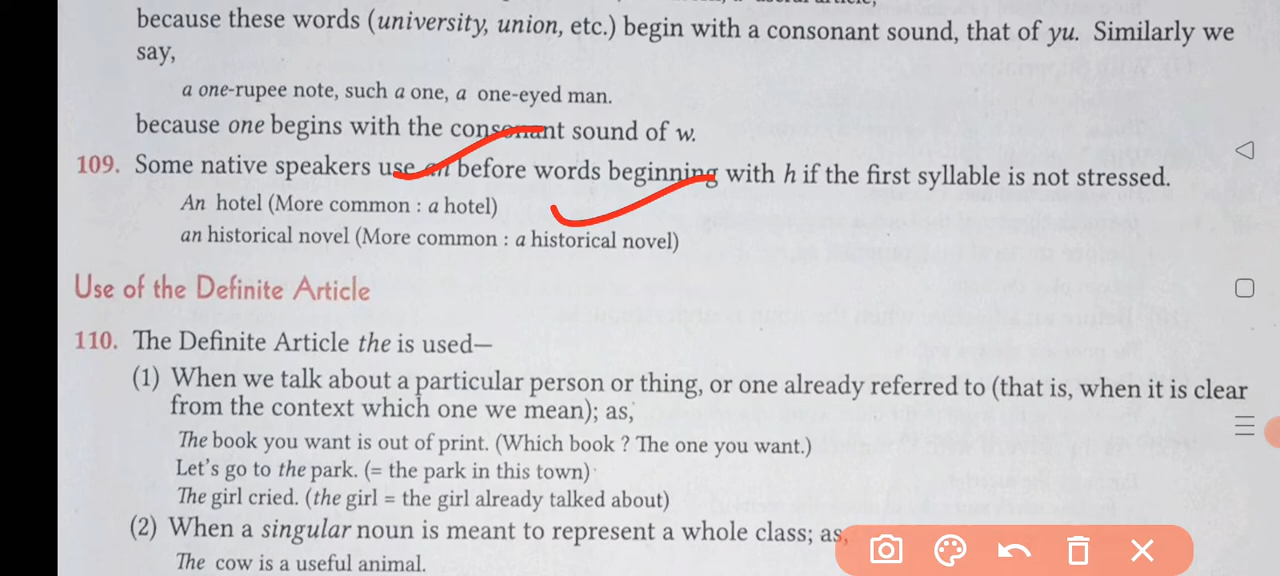 because these words (university, union, etc.) begin with a consonant sound, that of yu. Similarly we
say,
a one-rupee note, such a one, a one-eyed man.
because one begins with the consonant sound of w.
109. Some native speakers use an before words beginning with h if the first syllable is not stressed.
An hotel (More common : a hotel)
an historical novel (More common : a historical novel)
Use of the Definite Article
110. The Definite Article the is used—
(1) When we talk about a particular person or thing, or one already referred to (that is, when it is clear
from the context which one we mean); as,
The book you want is out of print. (Which book ? The one you want.)
Let's go to the park. (= the park in this town)
The girl cried. (the girl = the girl already talked about)
(2) When a singular noun is meant to represent a whole class; as,
The cow is a useful animal.